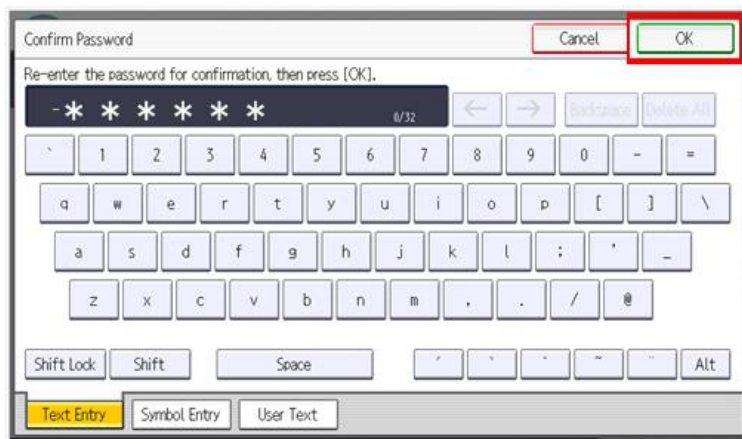 Confirm Password Cancel OK
Re-enter the password for confirmation, then press [OK].
-****** 0/32 ← → Backspace Delete All
` 1 2 3 4 5 6 7 8 9 0 - =
q w e r t y u i o p [ ] \
a s d f g h j k l ; ' _
z x c v b n m , . / @
Shift Lock Shift Space ´ ` ^ ~ ¨ Alt
Text Entry Symbol Entry User Text